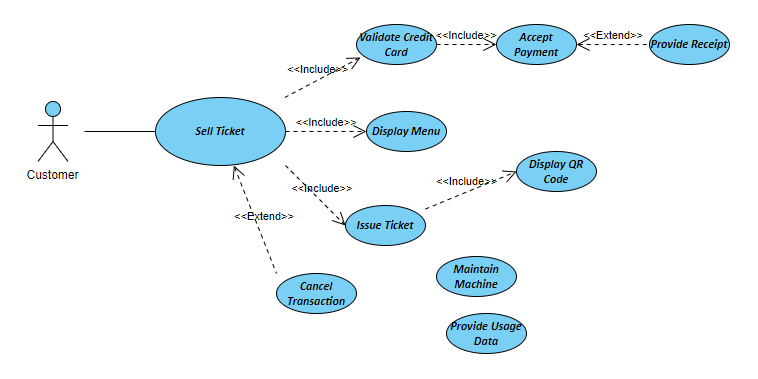 Validate Credit
Card
<<Include>>
Accept
Payment
<<Extend>>
Provide Receipt
<<Include>>
Sell Ticket
<<Include>>
Display Menu
Customer
<<Include>>
<<Include>>
Display QR
Code
<<Extend>>
Issue Ticket
Cancel
Transaction
Maintain
Machine
Provide Usage
Data